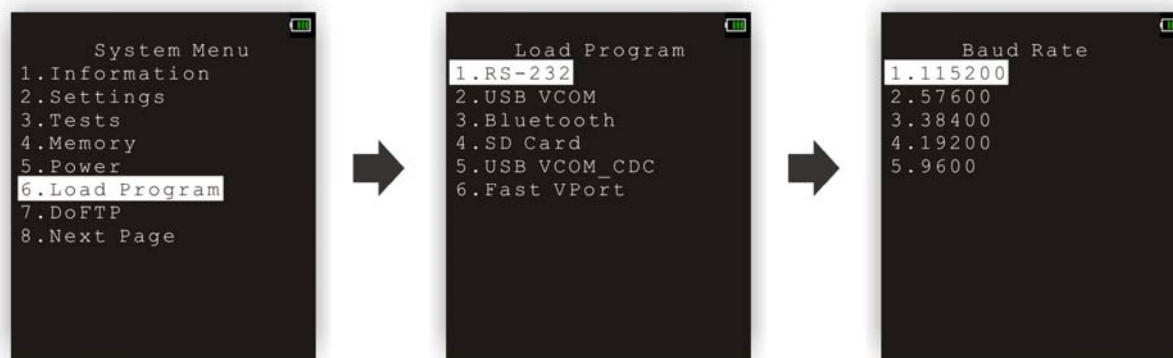 System Menu
1.Information
2.Settings
3.Tests
4.Memory
5.Power
6.Load Program
7.DoFTP
8.Next Page
Load Program
1.RS-232
2.USB VCOM
3.Bluetooth
4.SD Card
5.USB VCOM_CDC
6.Fast VPort
Baud Rate
1.115200
2.57600
3.38400
4.19200
5.9600